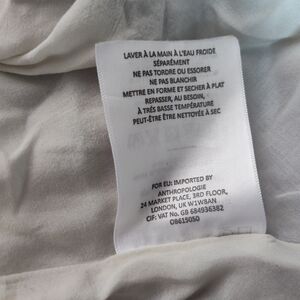 LAVER À LA MAIN À L'EAU FROIDE
SÉPARÉMENT
NE PAS TORDRE OU ESSORER
NE PAS BLANCHIR
METTRE EN FORME ET SECHER À PLAT
REPASSER, AU BESOIN,
À TRÈS BASSE TEMPÉRATURE
PEUT-ÊTRE ÊTRE NETTOYÉE À SEC
FOR EU: IMPORTED BY
ANTHROPOLOGIE
24 MARKET PLACE, 3RD FLOOR,
LONDON, UK W1W8AN
CIF: VAT No. GB 684936382
OB615050